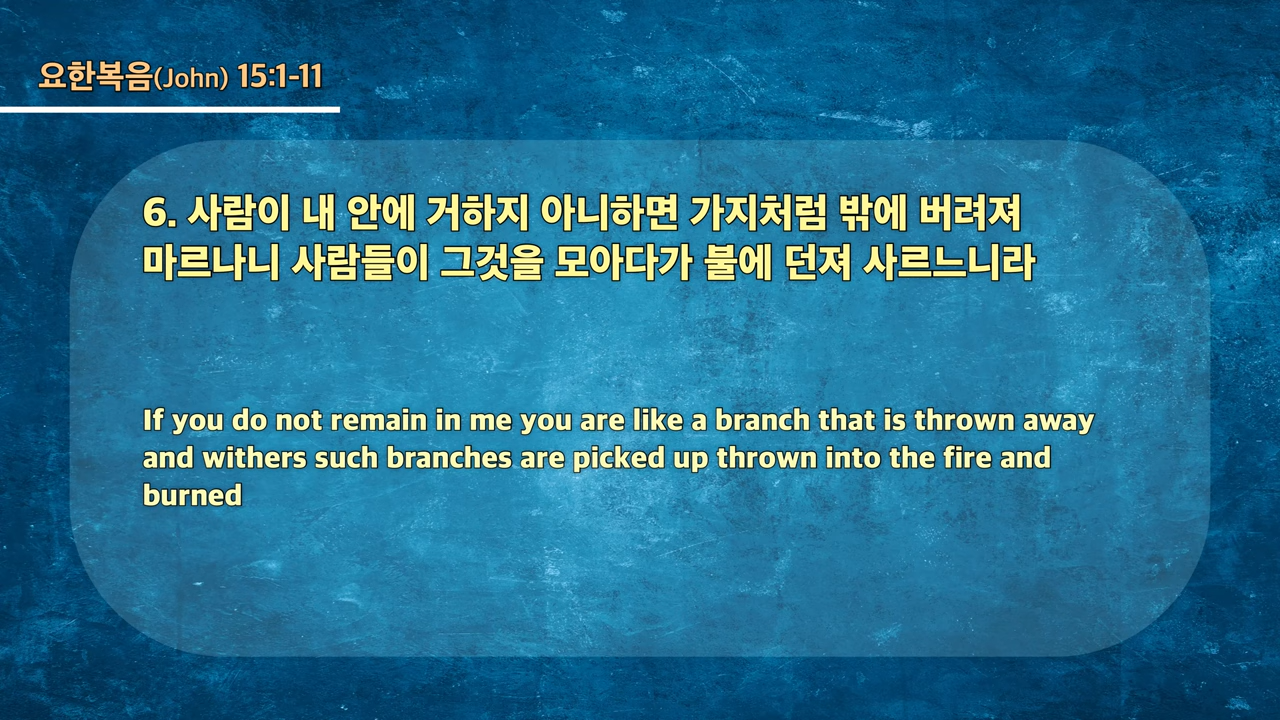 요한복음(John) 15:1-11
6. 사람이 내 안에 거하지 아니하면 가지처럼 밖에 버려져
마르나니 사람들이 그것을 모아다가 불에 던져 사르느니라
If you do not remain in me you are like a branch that is thrown away
and withers such branches are picked up thrown into the fire and
burned